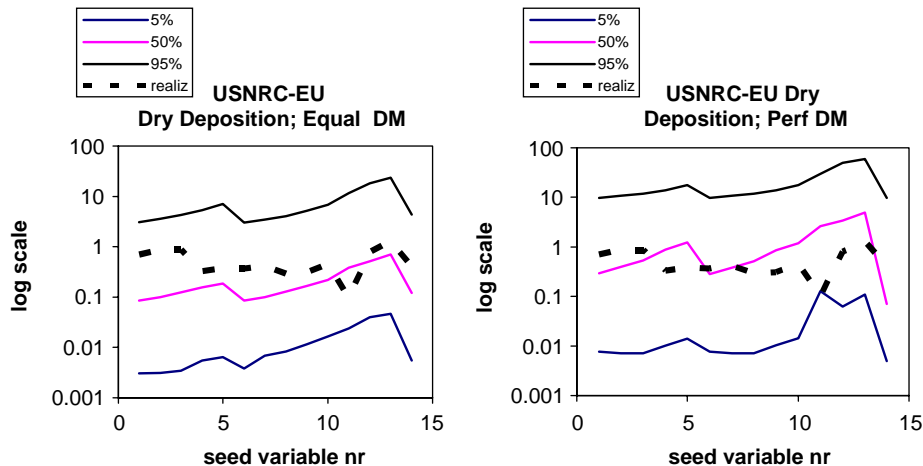 5%
50%
95%
realiz
USNRC-EU
Dry Deposition; Equal DM
100
10
1
0.1
0.01
0.001
0 5 10 15
log scale
seed variable nr
5%
50%
95%
realiz
USNRC-EU Dry
Deposition; Perf DM
100
10
1
0.1
0.01
0.001
0 5 10 15
log scale
seed variable nr